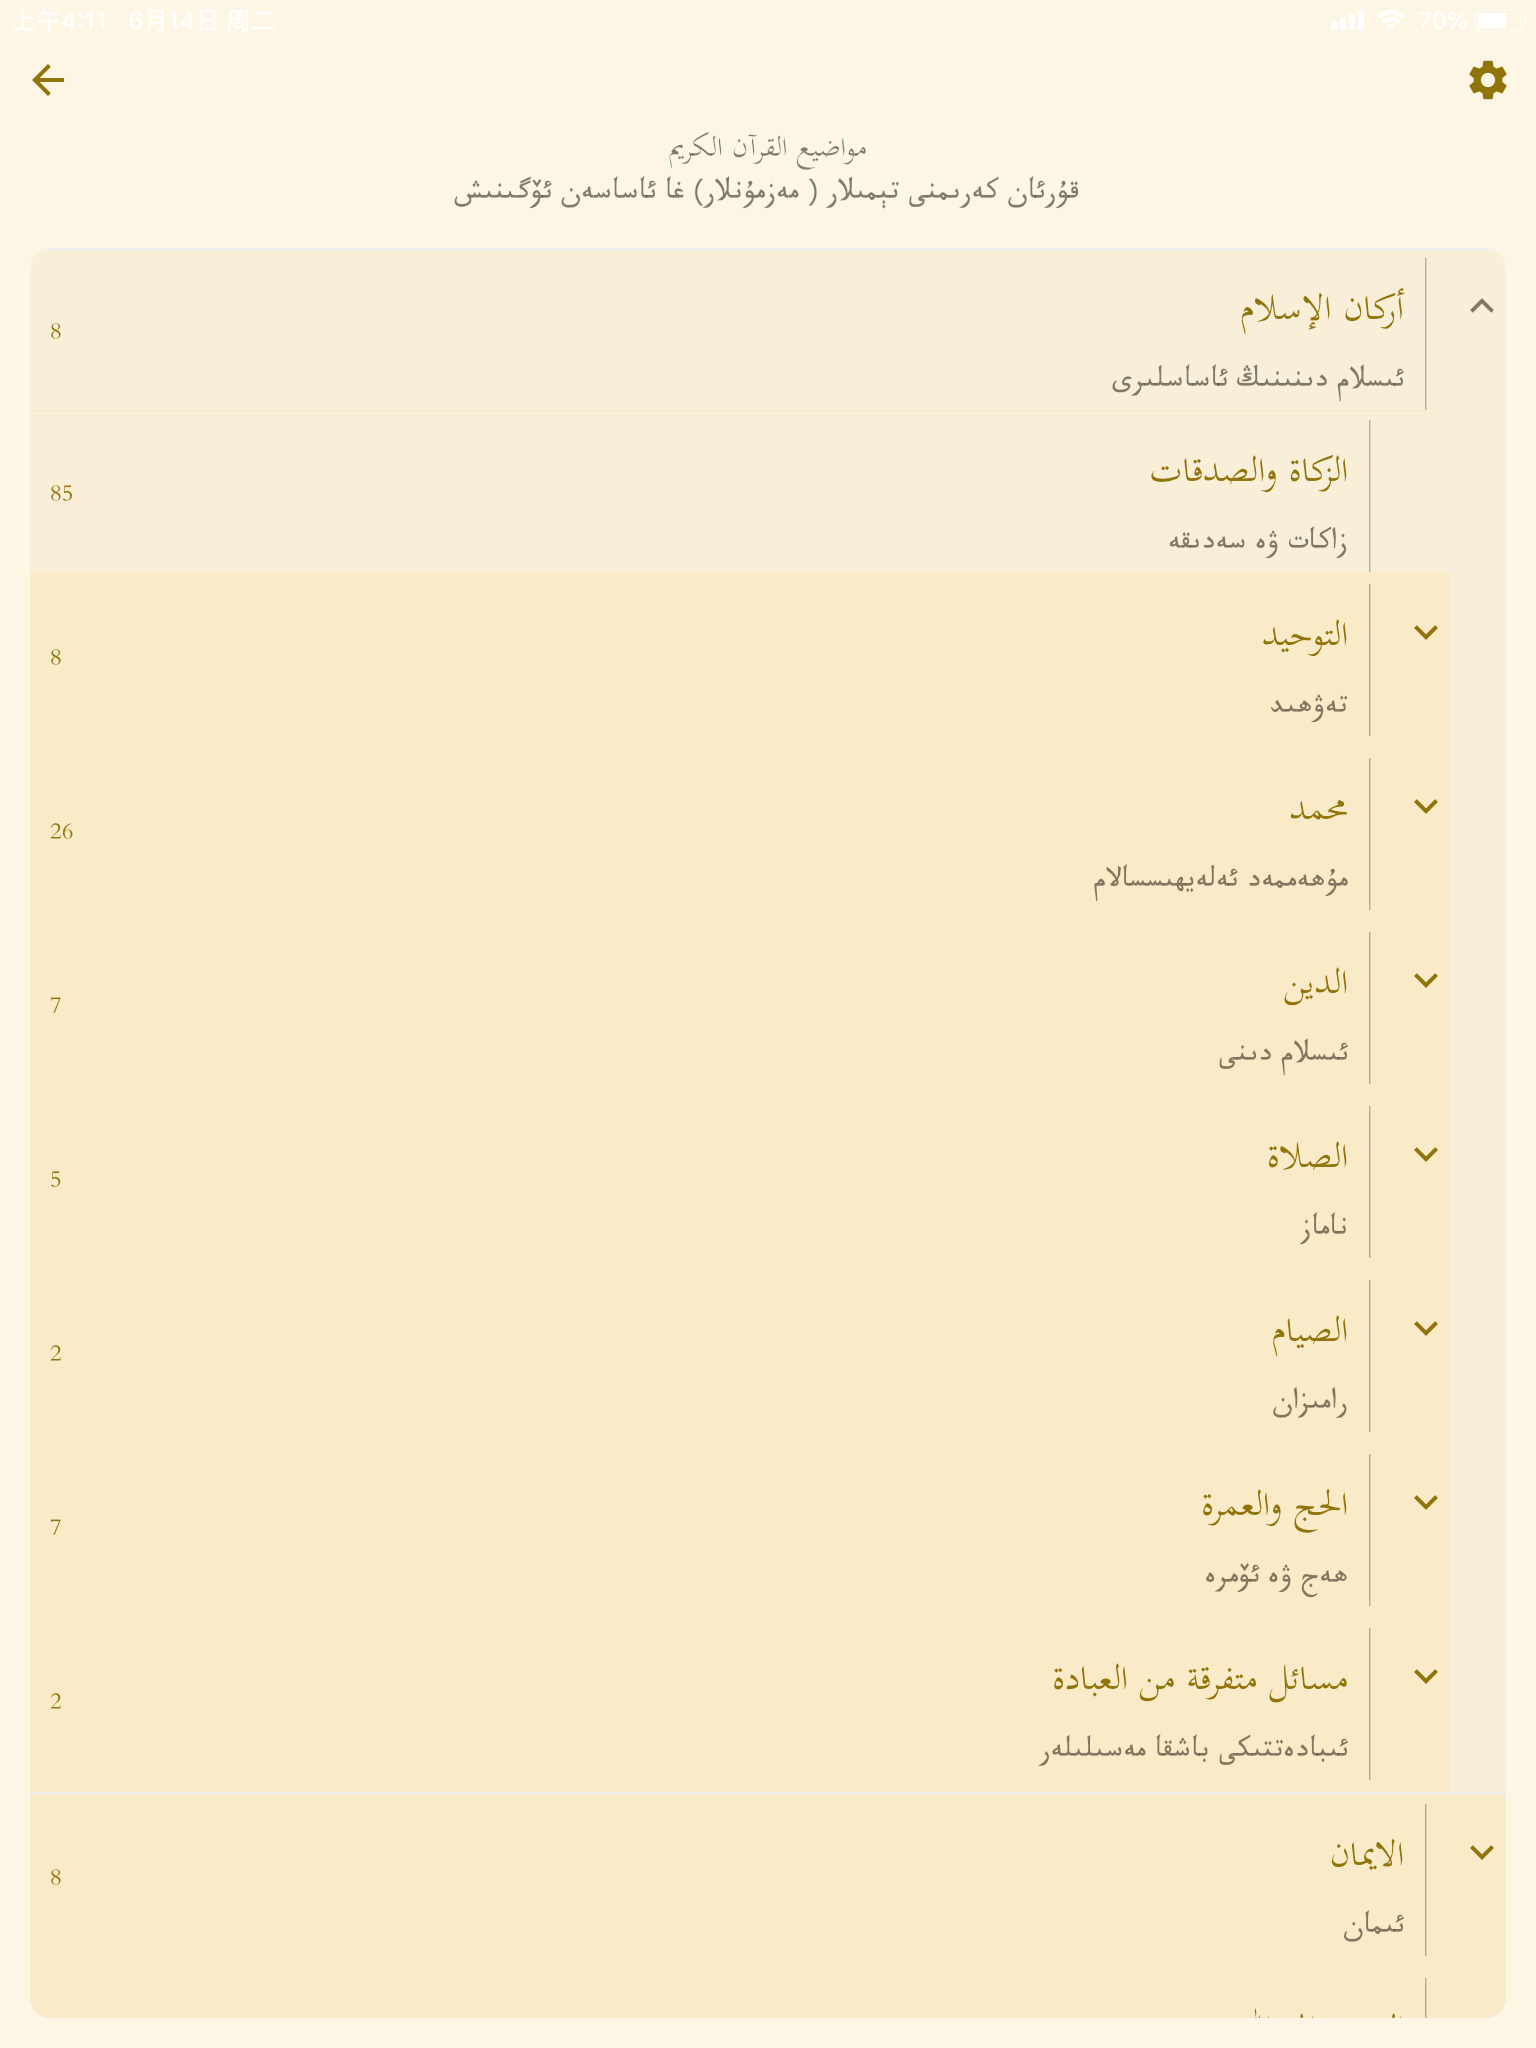 上午4:11 6月14日 周二
70%
مواضيع القرآن الكريم
قۇرئان كەرىمنى تېمىلار ( مەزمۇنلار) غا ئاساسەن ئۆگىنىش
أركان الإسلام
8
ئىسلام دىنىنىڭ ئاساسلىرى
الزكاة والصدقات
85
زاكات ۋە سەدىقە
التوحيد
8
تەۋھىد
محمد
26
مۇھەممەد ئەلەيھىسسالام
الدين
7
ئىسلام دىنى
الصلاة
5
ناماز
الصيام
2
رامىزان
الحج والعمرة
7
ھەج ۋە ئۆمرە
مسائل متفرقة من العبادة
2
ئىبادەتتىكى باشقا مەسىلىلەر
الايمان
8
ئىمان